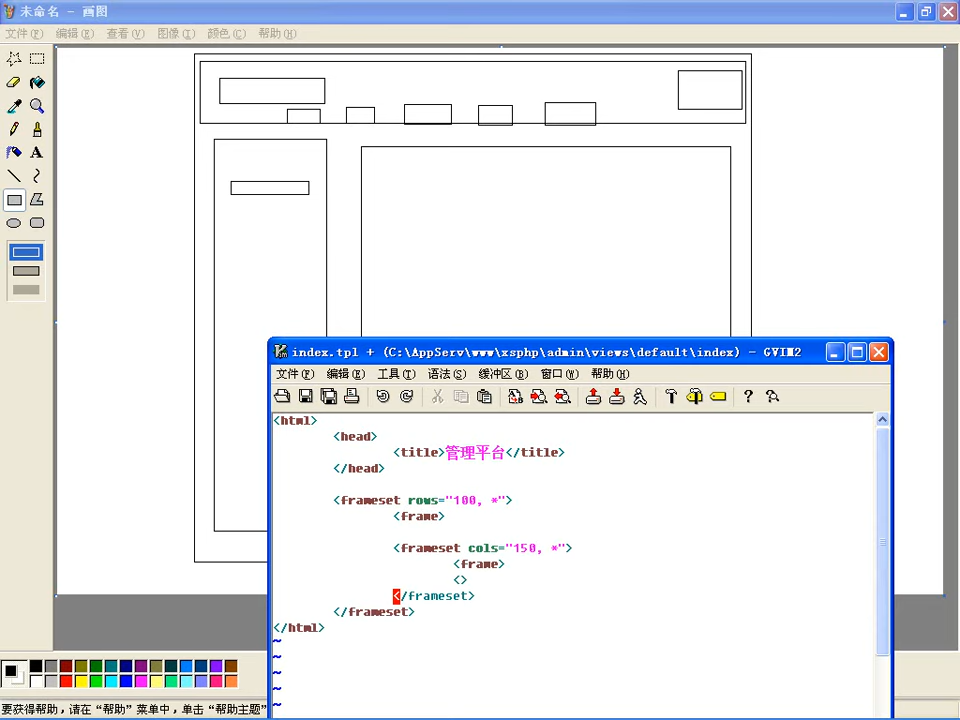 未命名 - 画图
文件(F) 编辑(E) 查看(V) 图像(I) 颜色(C) 帮助(H)
A
index.tpl + (C:\AppServ\www\xsphp\admin\views\default\index) - GVIM2
文件(F) 编辑(E) 工具(T) 语法(S) 缓冲区(B) 窗口(W) 帮助(H)
<html>
<head>
<title>管理平台</title>
</head>
<frameset rows="100, *">
<frame>
<frameset cols="150, *">
<frame>
<>
</frameset>
</frameset>
</html>
~
~
~
~
~
要获得帮助，请在“帮助”菜单中，单击“帮助主题”